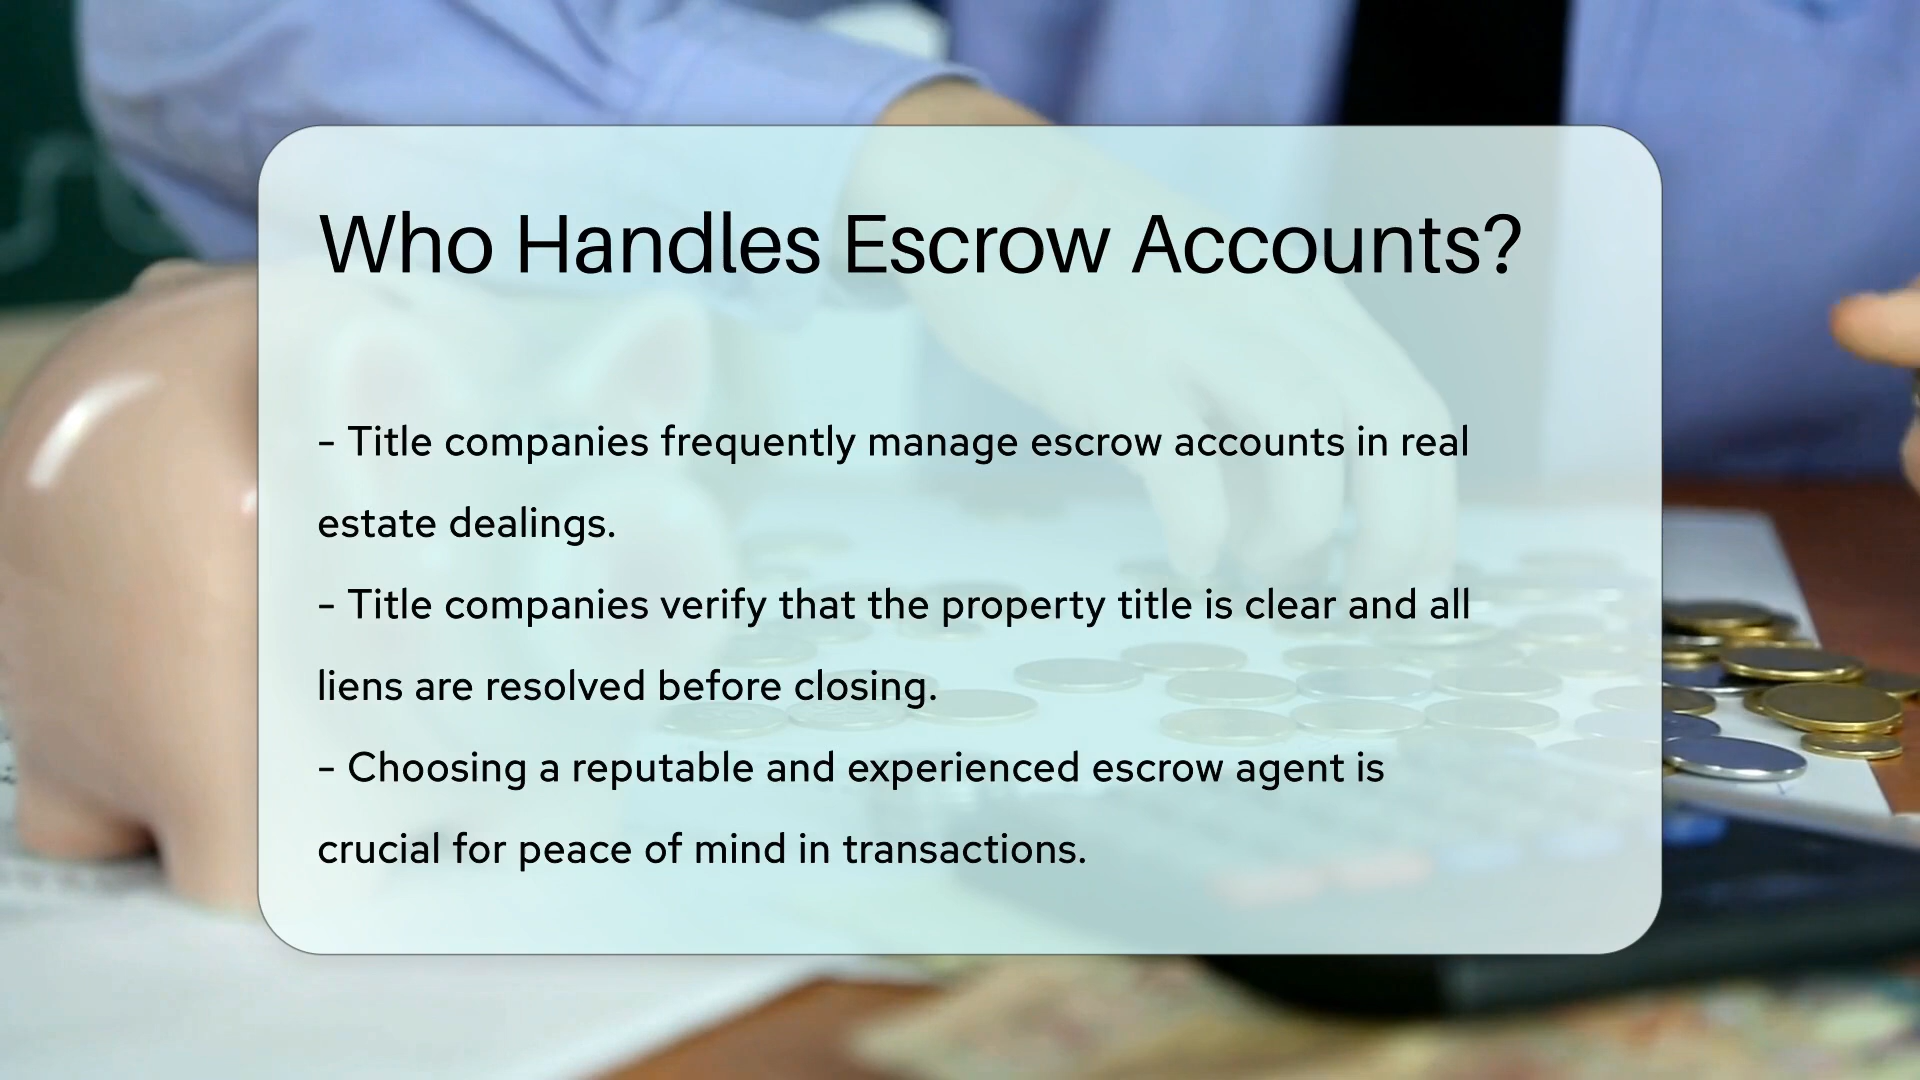 Who Handles Escrow Accounts?
- Title companies frequently manage escrow accounts in real
estate dealings.
- Title companies verify that the property title is clear and all
liens are resolved before closing.
- Choosing a reputable and experienced escrow agent is
crucial for peace of mind in transactions.